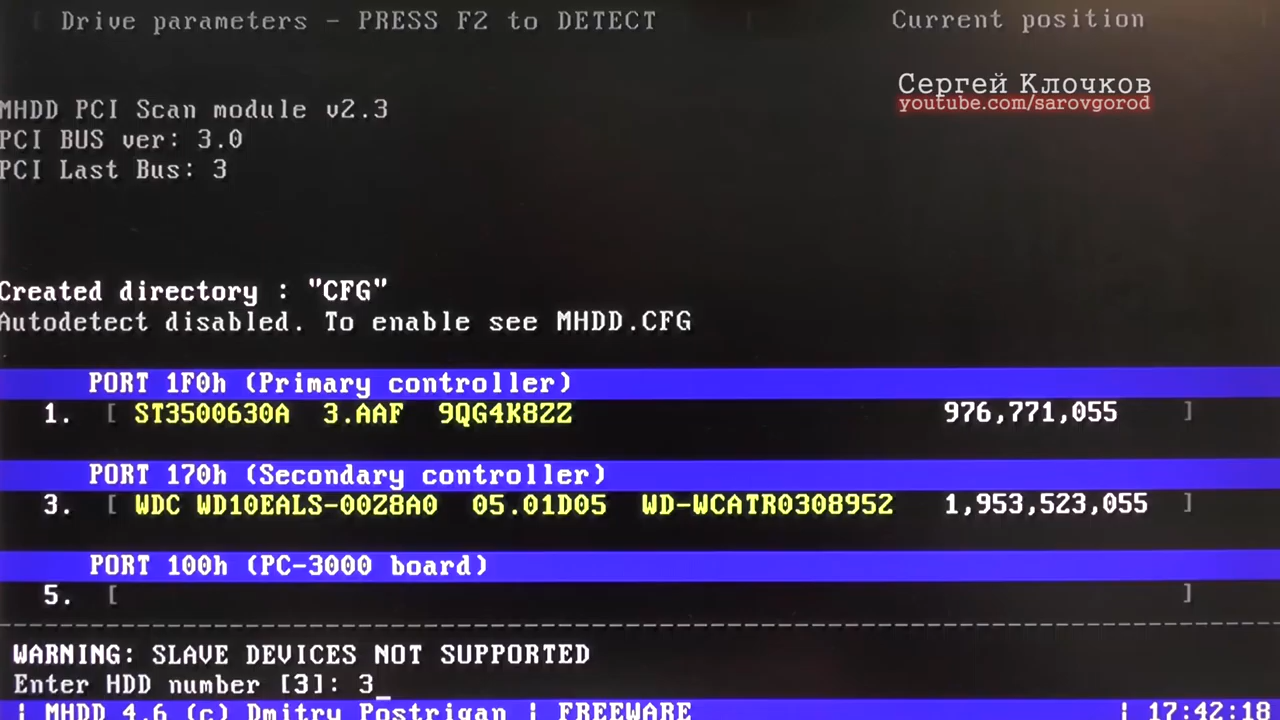 [ Drive parameters - PRESS F2 to DETECT | Current position
Сергей Клочков
youtube.com/sarovgorod
MHDD PCI Scan module v2.3
PCI BUS ver: 3.0
PCI Last Bus: 3
Created directory : "CFG"
Autodetect disabled. To enable see MHDD.CFG
PORT 1F0h (Primary controller)
1. [ ST3500630A 3.AAF 9QG4K8ZZ 976,771,055 ]
PORT 170h (Secondary controller)
3. [ WDC WD10EALS-00Z8A0 05.01D05 WD-WCATR0308952 1,953,523,055 ]
PORT 100h (PC-3000 board)
5. [ ]
WARNING: SLAVE DEVICES NOT SUPPORTED
Enter HDD number [3]: 3_
| MHDD 4.6 (c) Dmitry Postrigan | FREEWARE | 17:42:18